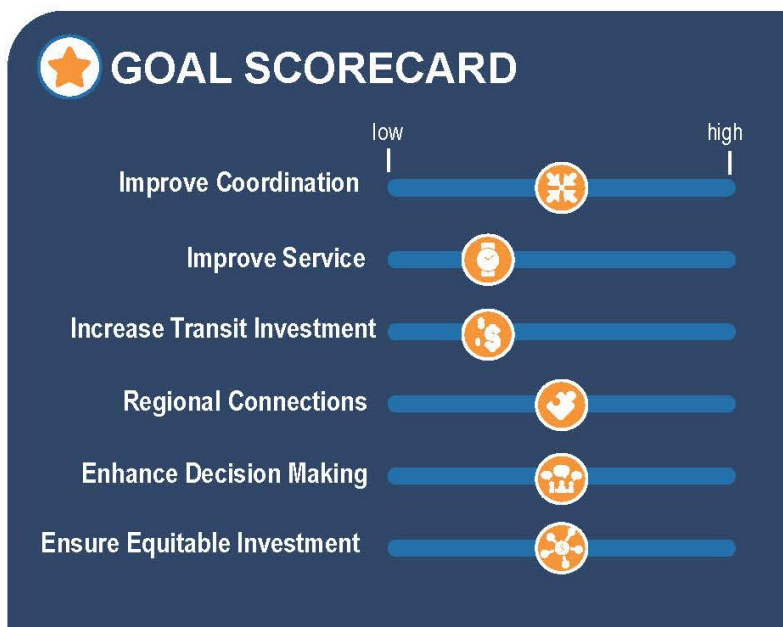 GOAL SCORECARD
low high
Improve Coordination
Improve Service
Increase Transit Investment
$
Regional Connections
Enhance Decision Making
Ensure Equitable Investment
$